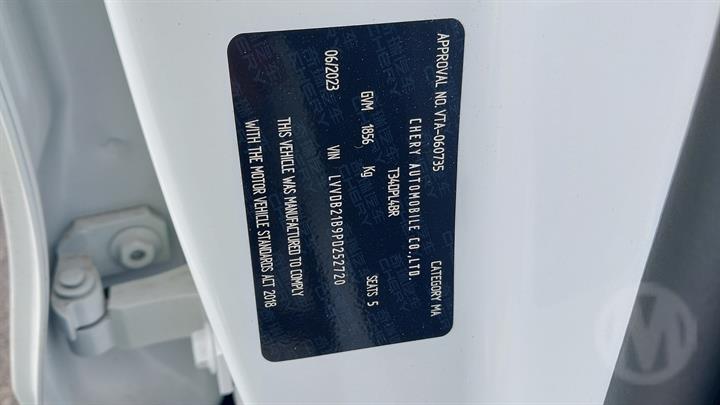 APPROVAL NO. VTA-060735 CATEGORY MA
CHERY AUTOMOBILE CO.,LTD.
T34DPL48R
GVM 1856 Kg SEATS 5
06/2023 VIN LVVDB21B9PD252720
THIS VEHICLE WAS MANUFACTURED TO COMPLY
WITH THE MOTOR VEHICLE STANDARDS ACT 2018
M